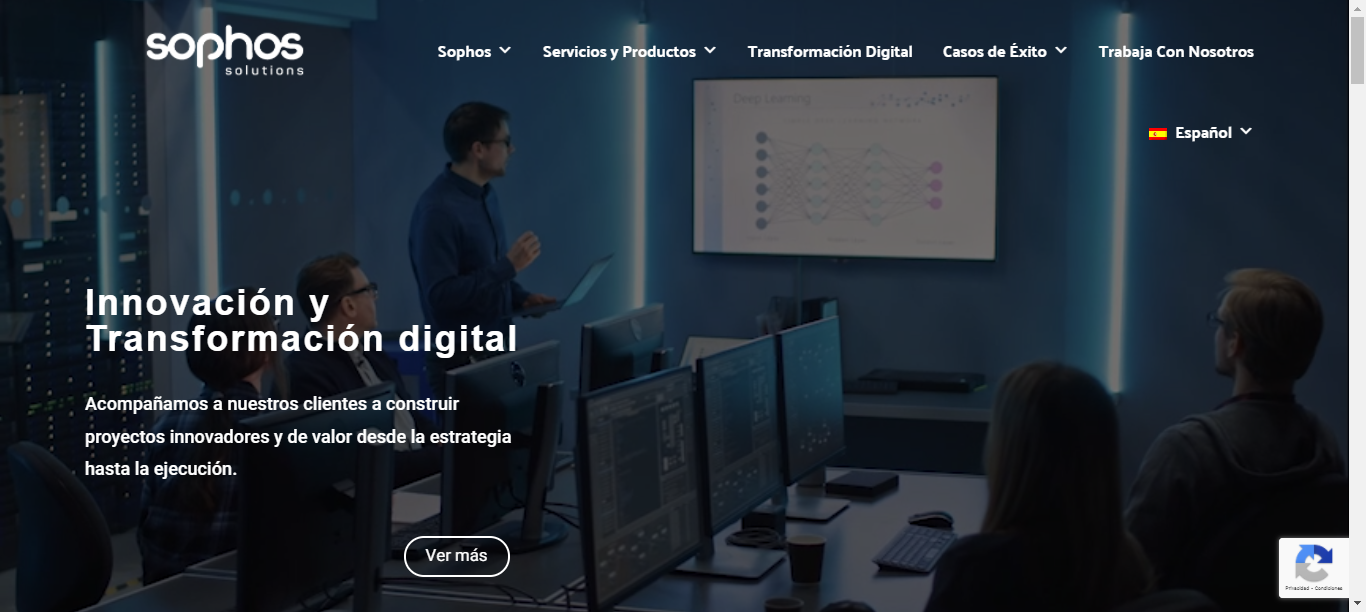 sophos
solutions
Sophos
Servicios y Productos
Transformación Digital
Casos de Éxito
Trabaja Con Nosotros
Deep Learning
Español
Innovación y
Transformación digital
Acompañamos a nuestros clientes a construir
proyectos innovadores y de valor desde la estrategia
hasta la ejecución.
Ver más
Privacidad - Condiciones